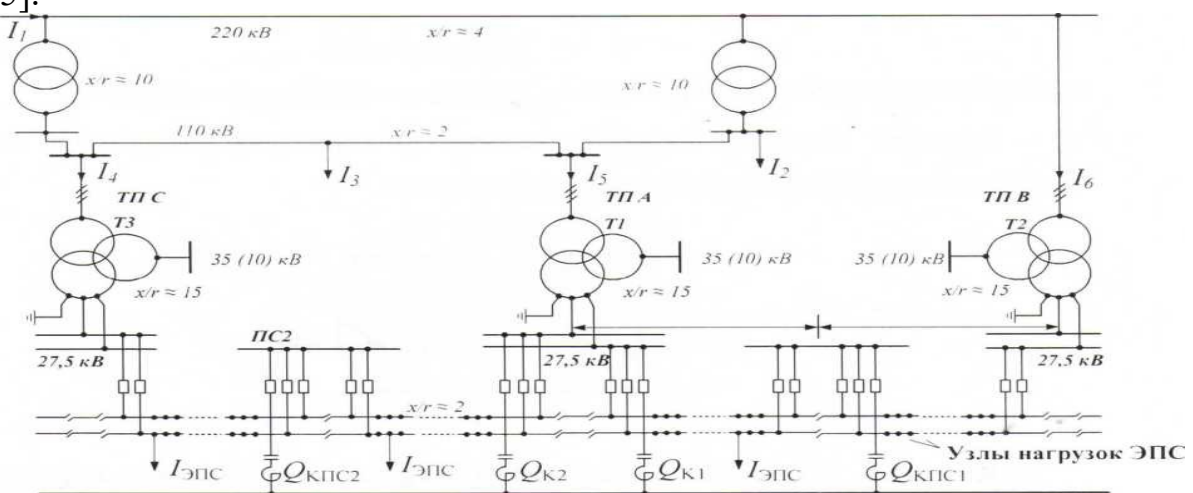 5].
I1
220 кВ x/r ≈ 4
x/r ≈ 10
x/r ≈ 10
110 кВ x/r ≈ 2
I4
I3
I5
I2
I6
ТП С
ТП А
ТП В
Т3
Т1
Т2
35 (10) кВ
35 (10) кВ
35 (10) кВ
x/r ≈ 15
x/r ≈ 15
x/r ≈ 15
ПС2
27,5 кВ
27,5 кВ
27,5 кВ
x/r ≈ 2
Узлы нагрузок ЭПС
IЭПС
QКПС2
IЭПС
QК2
QК1
IЭПС
QКПС1